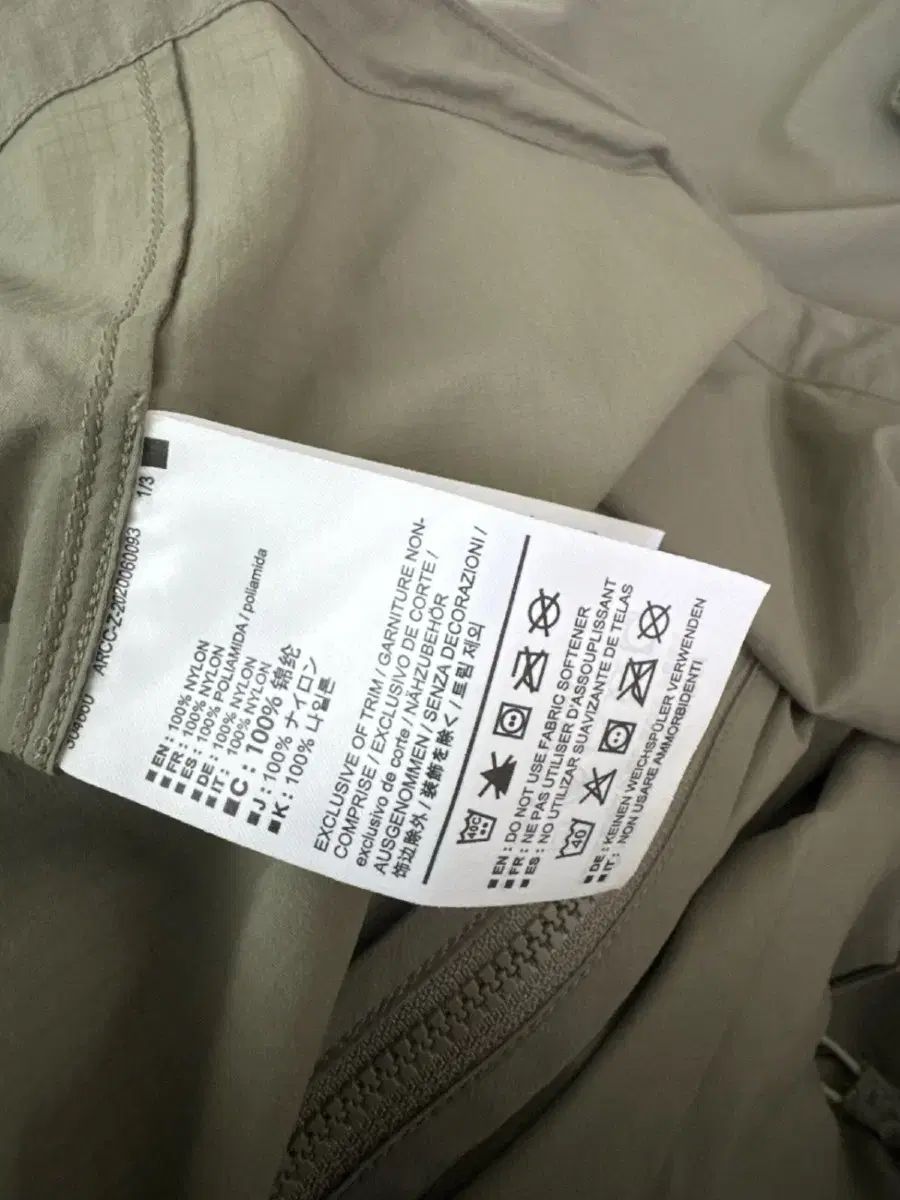 ARCC-Z-2020060093 1/3
EN: 100% NYLON
FR: 100% NYLON
ES: 100% POLIAMIDA / poliamida
DE: 100% NYLON
IT: 100% NYLON
C: 100% 锦纶
J: 100% ナイロン
K: 100% 나일론
EXCLUSIVE OF TRIM / GARNITURE NON-
COMPRISE / EXCLUSIVO DE CORTE /
exclusivo de corte / NÄHZUBEHÖR
AUSGENOMMEN / SENZA DECORAZIONI /
饰边除外 / 装飾を除く / 트림 제외
40C
EN: DO NOT USE FABRIC SOFTENER
FR: NE PAS UTILISER D'ASSOUPLISSANT
ES: NO UTILIZAR SUAVIZANTE DE TELAS
40
DE: KEINEN WEICHSPÜLER VERWENDEN
IT: NON USARE AMMORBIDENTI